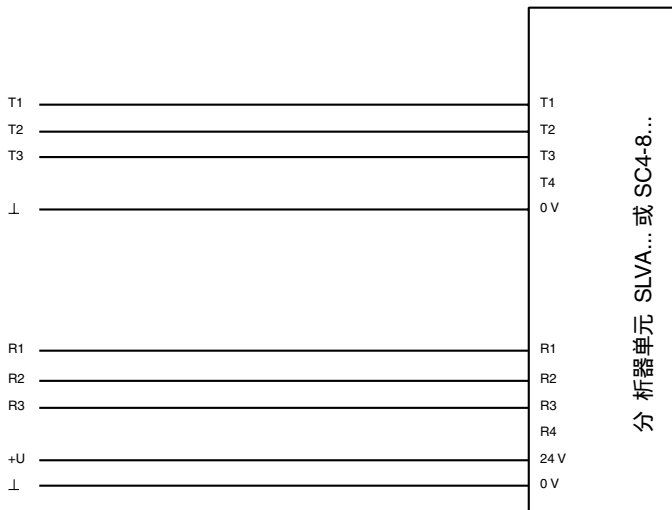 T1 T1
T2 T2
T3 T3
T4
⊥ 0 V
R1 R1
R2 R2
R3 R3
R4
+U 24 V
⊥ 0 V
分 析器单元 SLVA... 或 SC4-8...